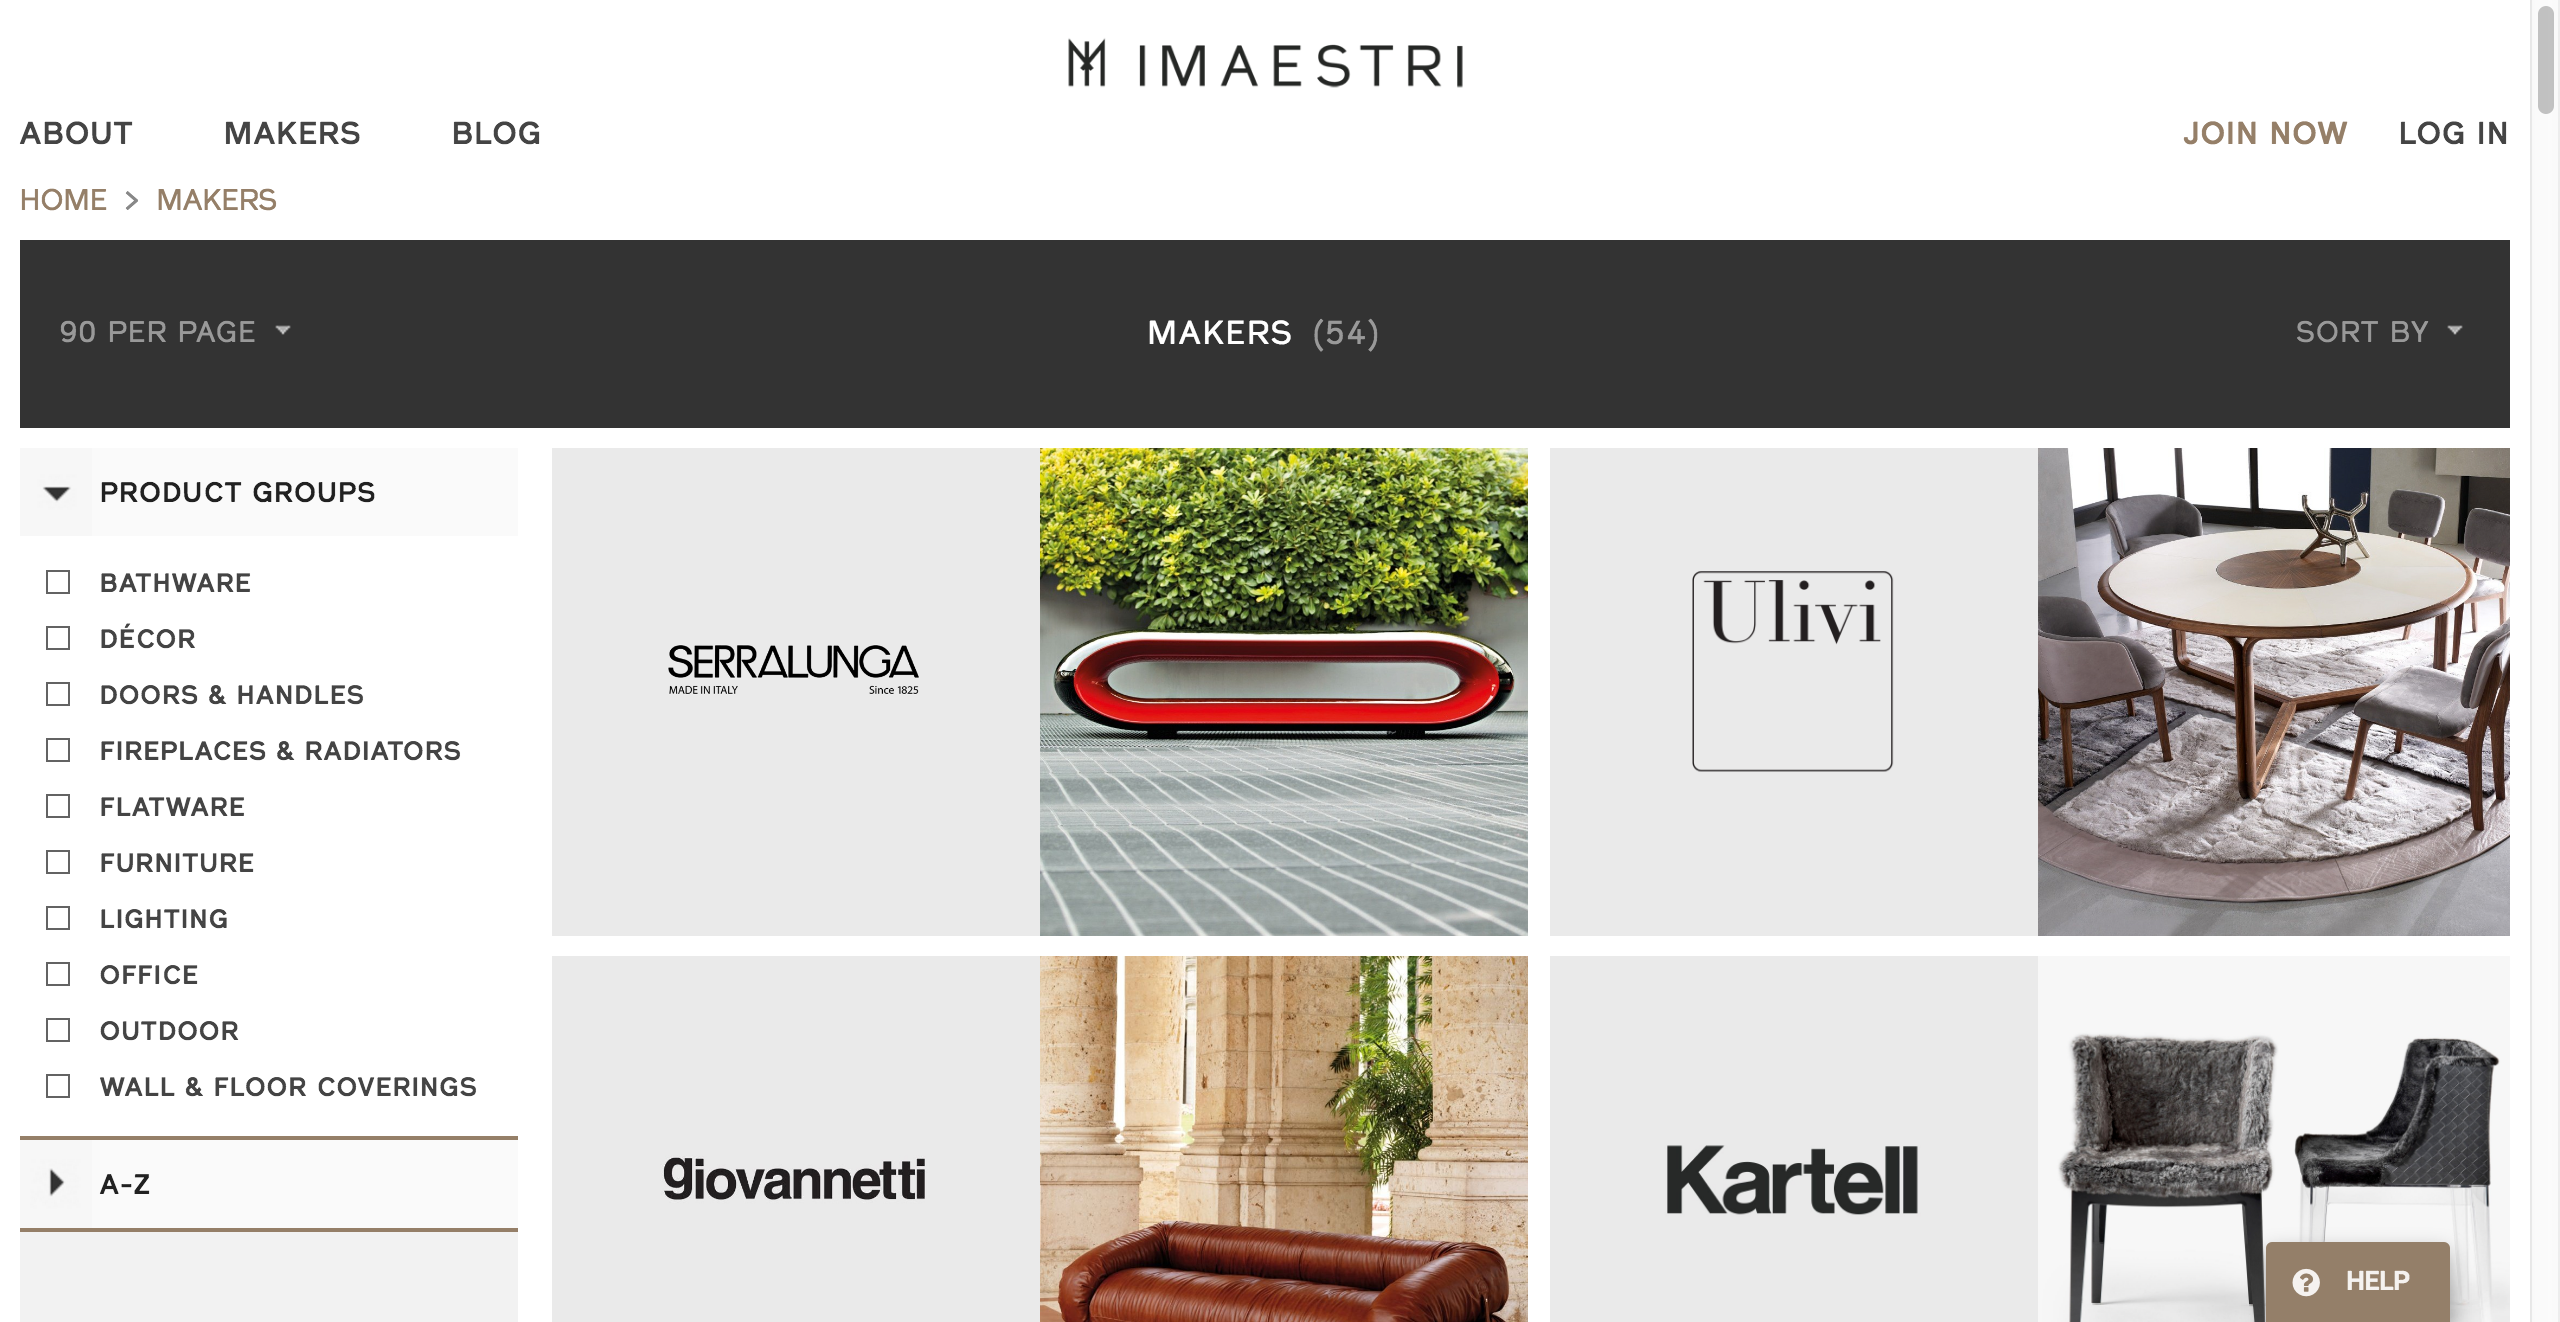 IMAESTRI
ABOUT MAKERS BLOG
JOIN NOW LOG IN
HOME > MAKERS
90 PER PAGE
MAKERS (54)
SORT BY
PRODUCT GROUPS
BATHWARE
DÉCOR
DOORS & HANDLES
FIREPLACES & RADIATORS
FLATWARE
FURNITURE
LIGHTING
OFFICE
OUTDOOR
WALL & FLOOR COVERINGS
A-Z
SERRALUNGA
MADE IN ITALY Since 1825
Ulivi
giovannetti
Kartell
? HELP